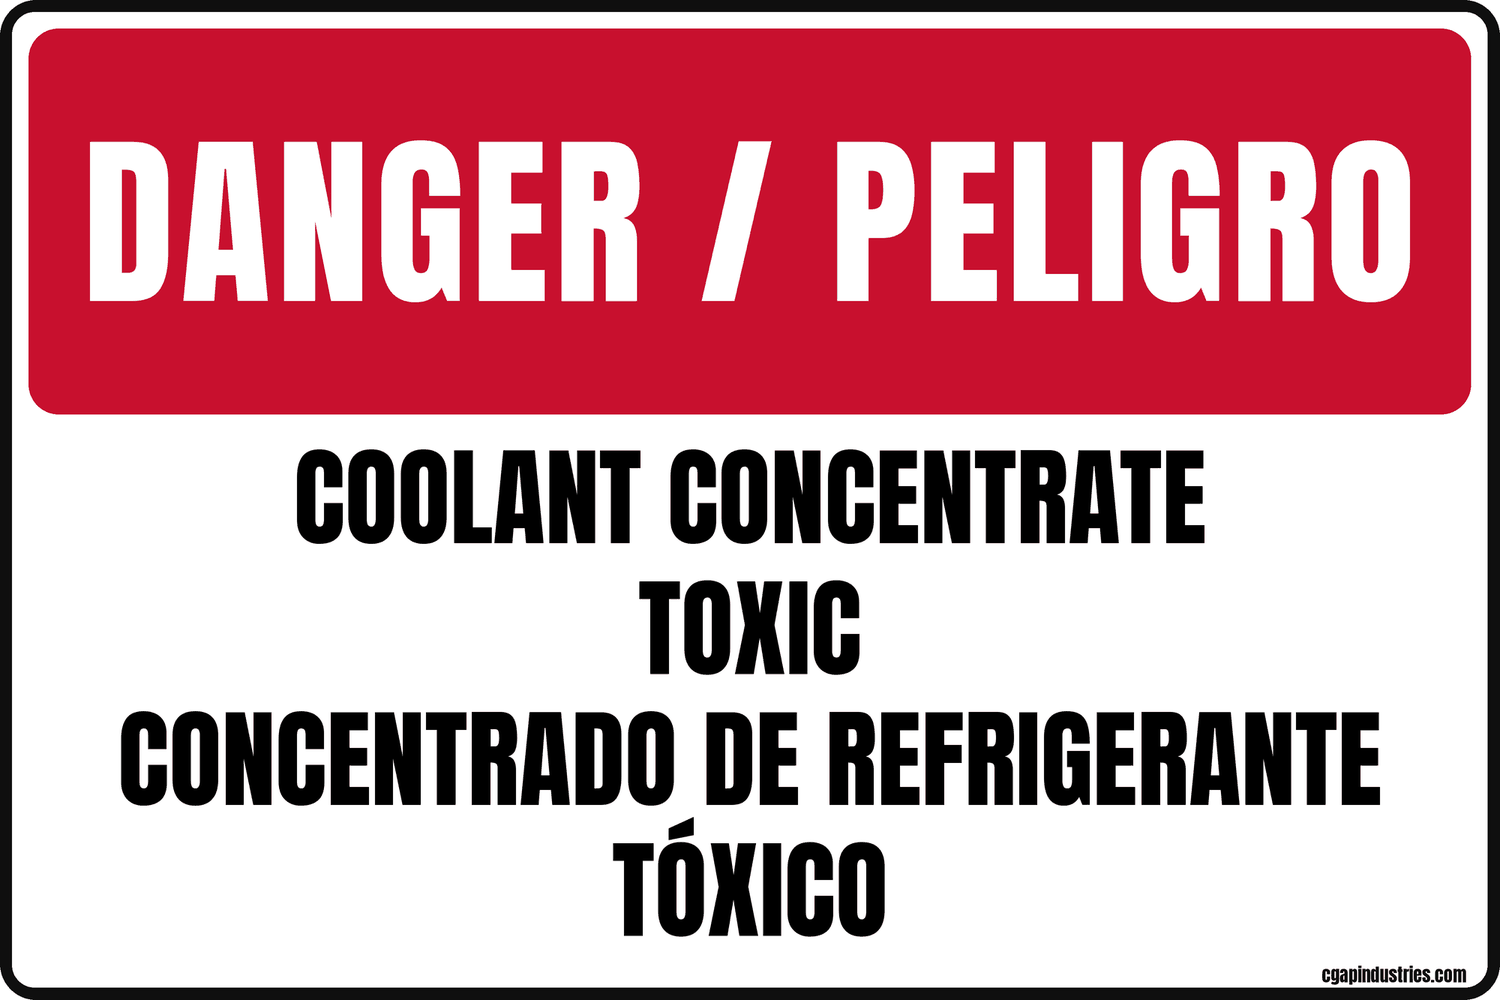 DANGER / PELIGRO
COOLANT CONCENTRATE
TOXIC
CONCENTRADO DE REFRIGERANTE
TÓXICO
cgapindustries.com